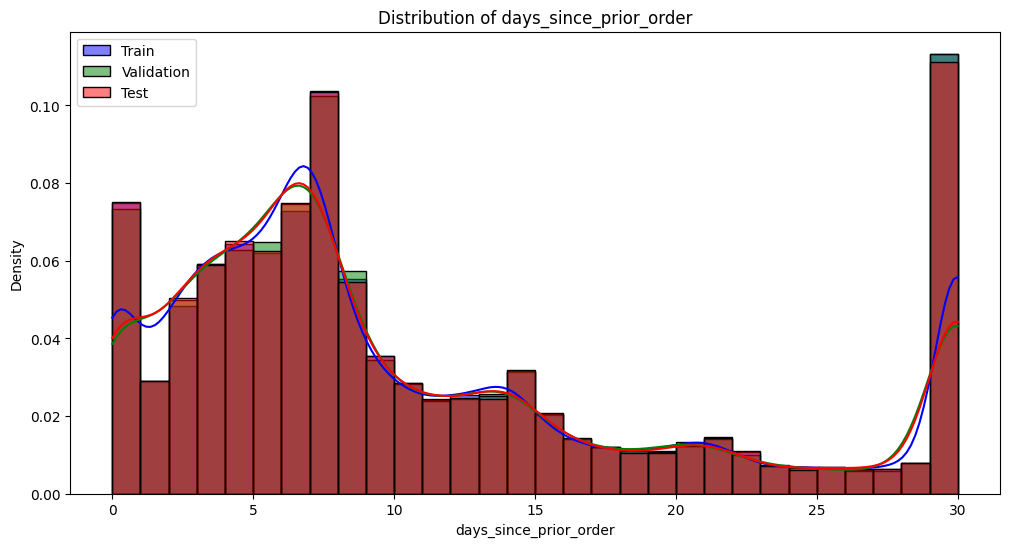 Distribution of days_since_prior_order
Train
Validation
Test
Density
0.10
0.08
0.06
0.04
0.02
0.00
0 5 10 15 20 25 30
days_since_prior_order